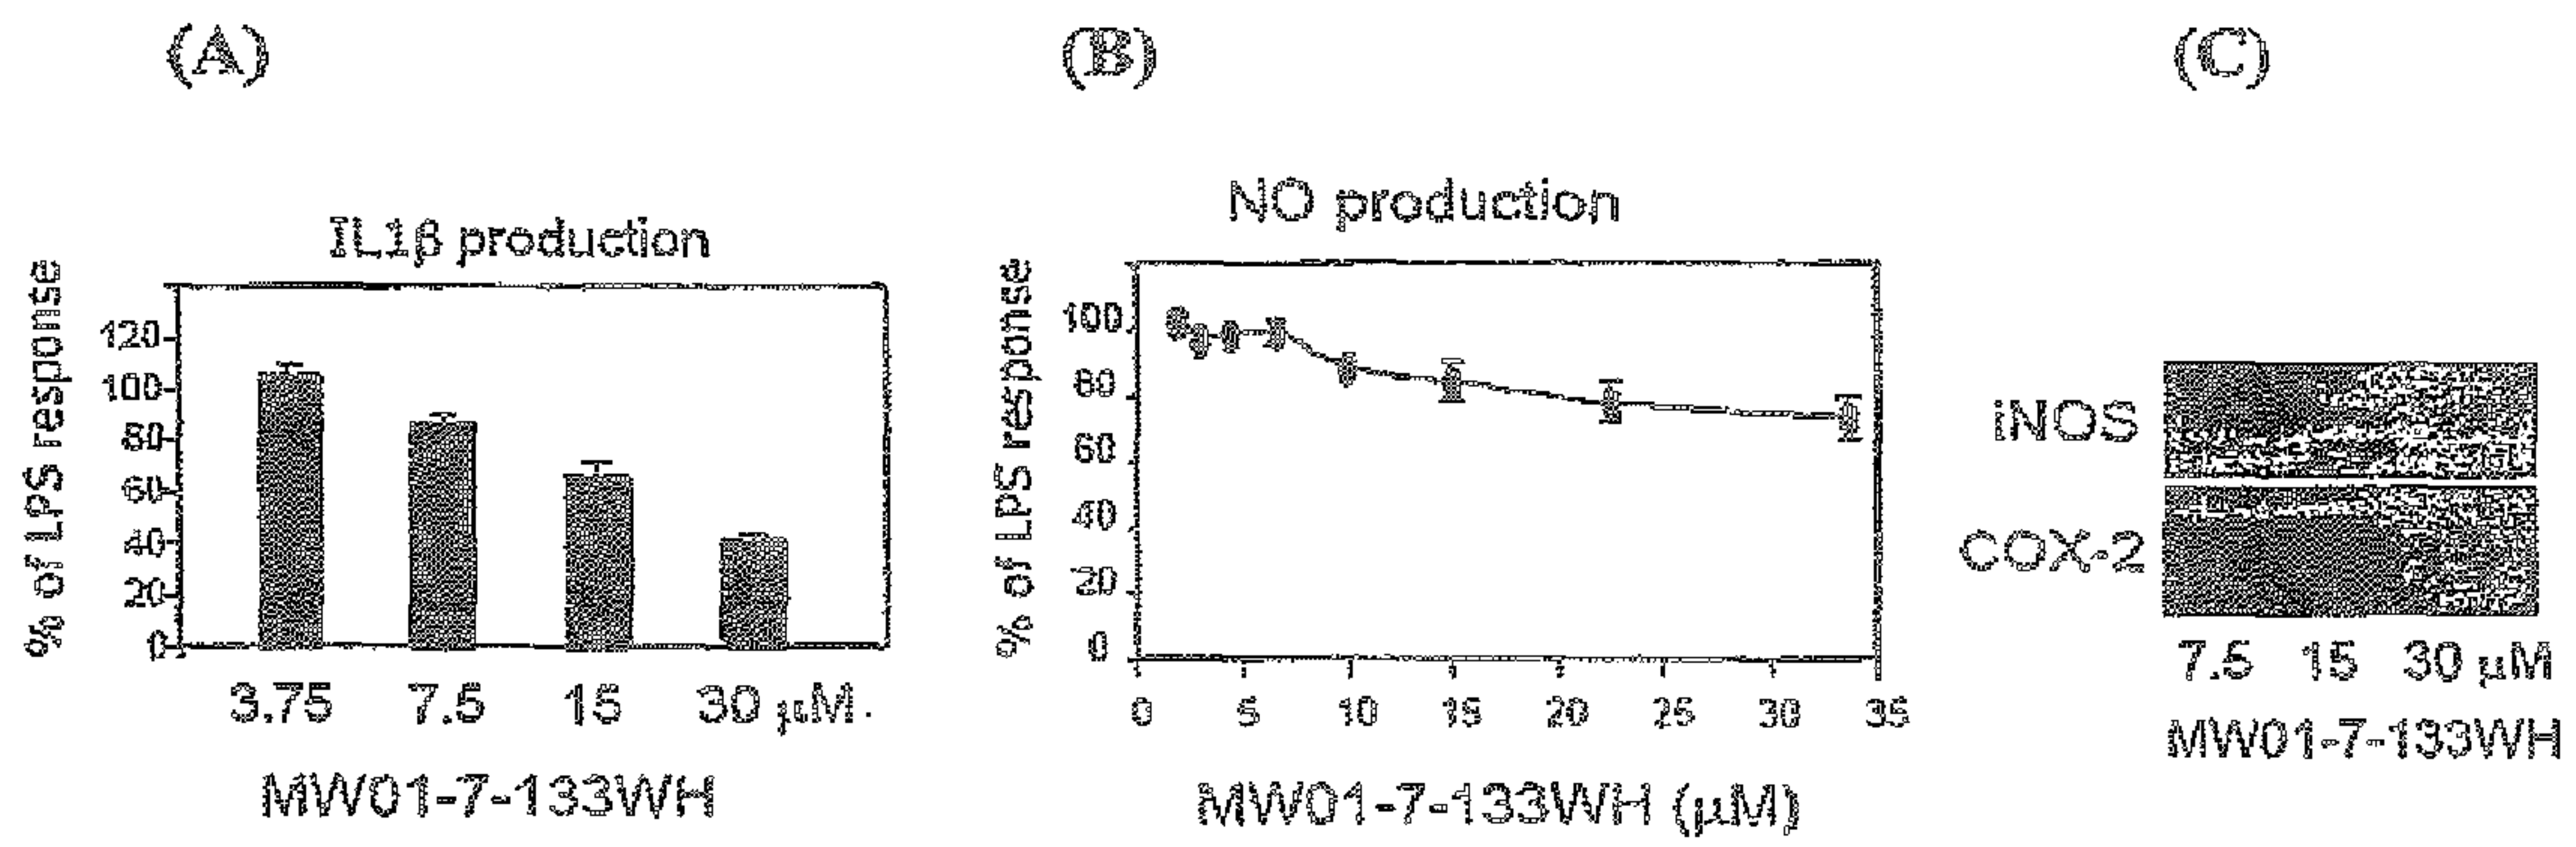 (A)
IL1β production
% of LPS response
120
100
80
60
40
20
0
3.75 7.5 15 30 μM.
MW01-7-133WH
(B)
NO production
% of LPS response
100
80
60
40
20
0
0 5 10 15 20 25 30 35
MW01-7-133WH (μM)
(C)
iNOS
COX-2
7.5 15 30 μM
MW01-7-133WH